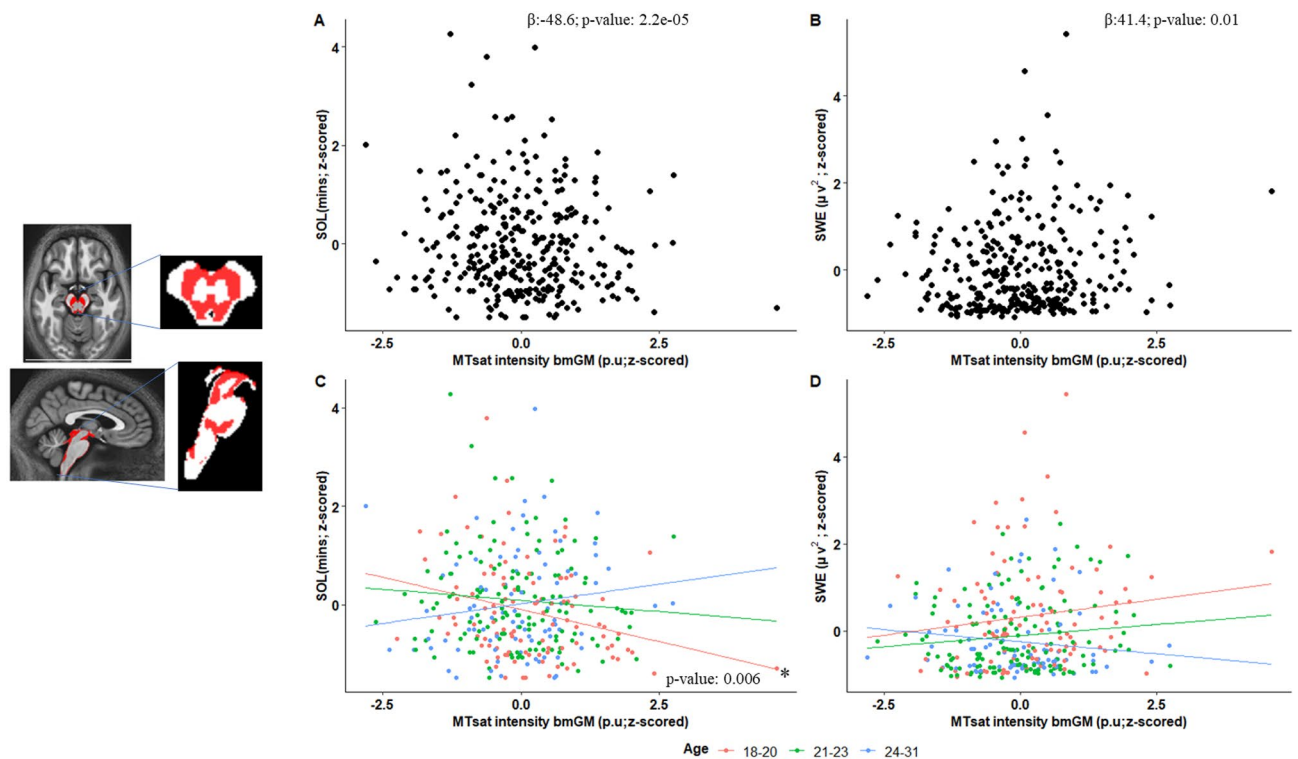 A
β:-48.6; p-value: 2.2e-05
SOL(mins; z-scored)
4
2
0
-2.5
0.0
2.5
MTsat intensity bmGM (p.u;z-scored)
B
β:41.4; p-value: 0.01
SWE (µ v²; z-scored)
4
2
0
-2.5
0.0
2.5
MTsat intensity bmGM (p.u;z-scored)
C
SOL(mins; z-scored)
4
2
0
*
p-value: 0.006
-2.5
0.0
2.5
MTsat intensity bmGM (p.u;z-scored)
D
SWE (µ v²; z-scored)
4
2
0
-2.5
0.0
2.5
MTsat intensity bmGM (p.u;z-scored)
Age 18-20 21-23 24-31